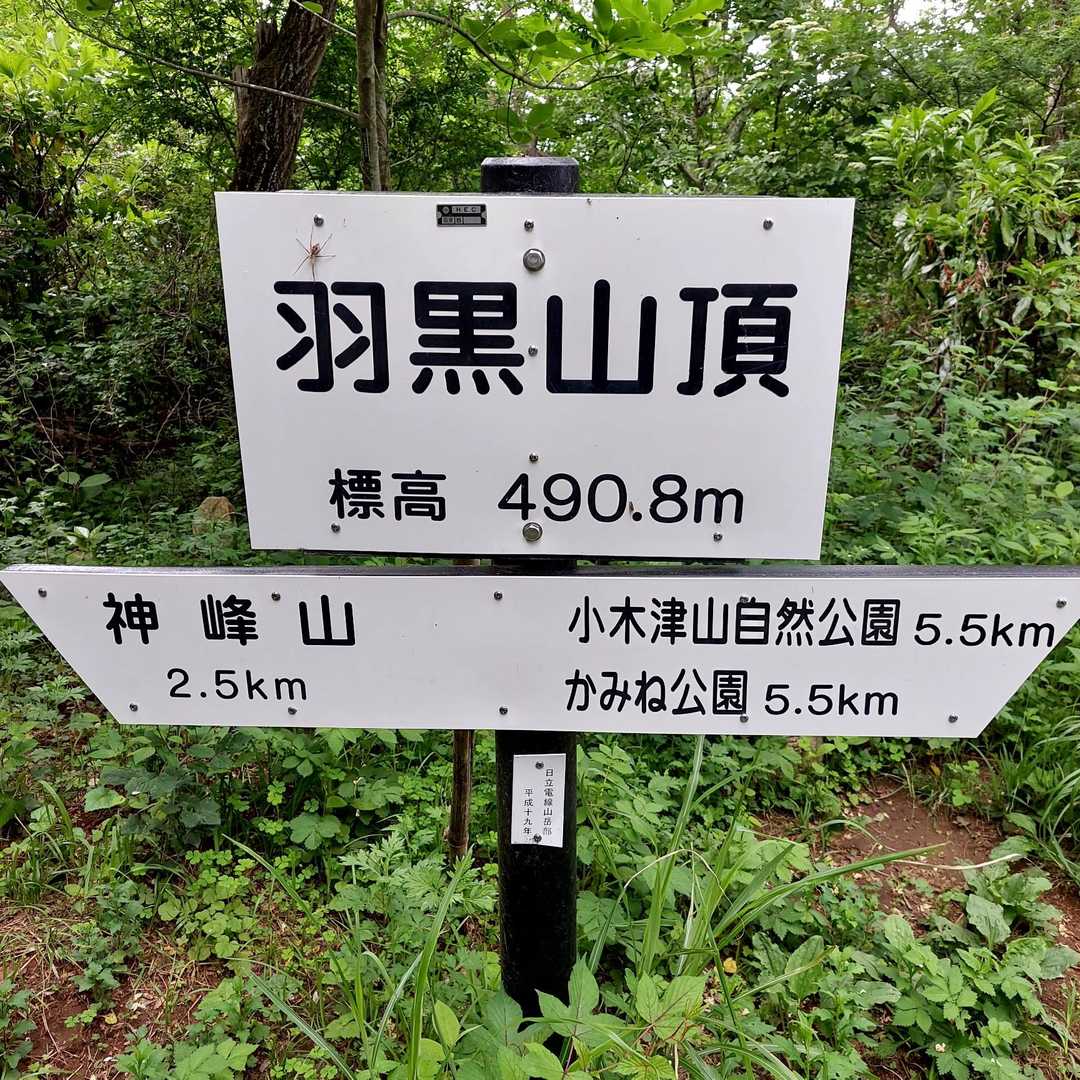 羽黒山頂
標高 490.8m
神峰山
2.5km
小木津山自然公園 5.5km
かみね公園 5.5km
日立電線山岳部
平成十九年